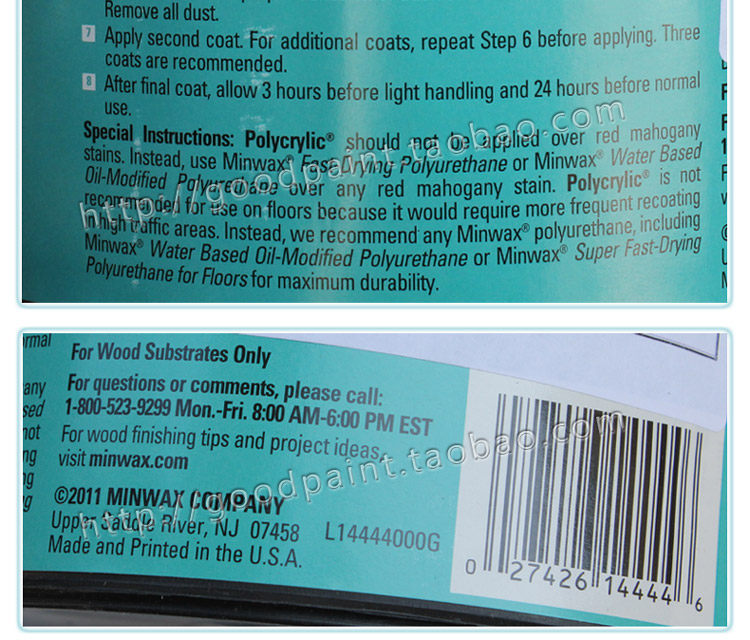 Remove all dust.
7 Apply second coat. For additional coats, repeat Step 6 before applying. Three
coats are recommended.
8 After final coat, allow 3 hours before light handling and 24 hours before normal
use.
Special Instructions: Polycrylic® should not be applied over red mahogany
stains. Instead, use Minwax® Fast-Drying Polyurethane or Minwax® Water Based
Oil-Modified Polyurethane over any red mahogany stain. Polycrylic® is not
recommended for use on floors because it would require more frequent recoating
in high traffic areas. Instead, we recommend any Minwax® polyurethane, including
Minwax® Water Based Oil-Modified Polyurethane or Minwax® Super Fast-Drying
Polyurethane for Floors for maximum durability.
http://goodpaint.taobao.com
ormal
any
sed
not
ng
ng
ng
For Wood Substrates Only
For questions or comments, please call:
1-800-523-9299 Mon.-Fri. 8:00 AM-6:00 PM EST
For wood finishing tips and project ideas,
visit minwax.com
©2011 MINWAX COMPANY
Upper Saddle River, NJ 07458 L14444000G
Made and Printed in the U.S.A.
0 27426 14444 6
http://goodpaint.taobao.com